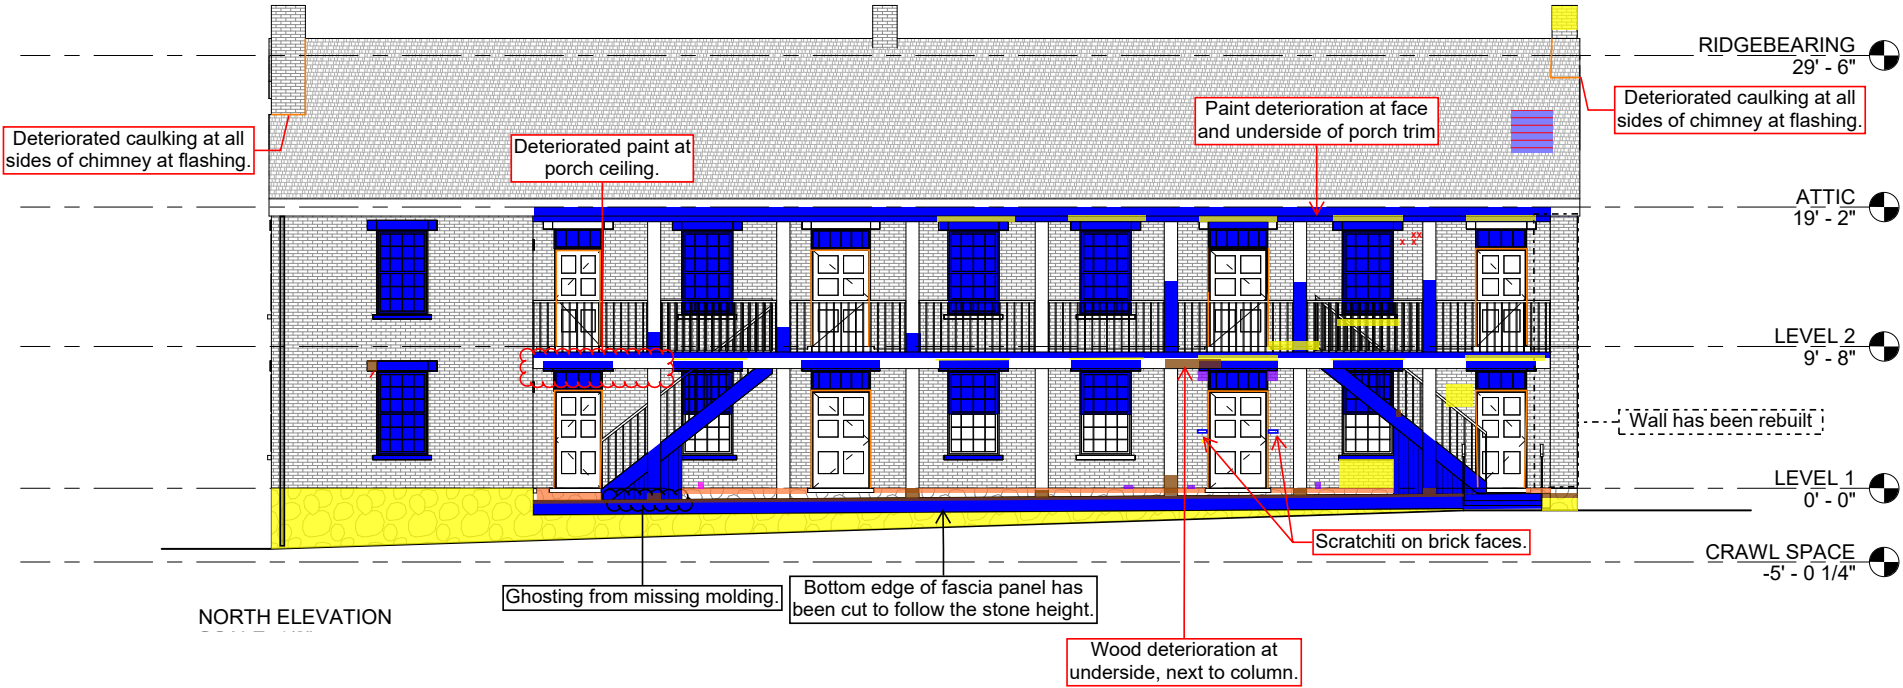 RIDGEBEARING
29' - 6"
Deteriorated caulking at all
sides of chimney at flashing.
Paint deterioration at face
and underside of porch trim
Deteriorated caulking at all
sides of chimney at flashing.
Deteriorated paint at
porch ceiling.
ATTIC
19' - 2"
x x xx
LEVEL 2
9' - 8"
Wall has been rebuilt
LEVEL 1
0' - 0"
Scratchiti on brick faces.
CRAWL SPACE
-5' - 0 1/4"
Ghosting from missing molding.
Bottom edge of fascia panel has
been cut to follow the stone height.
NORTH ELEVATION
Wood deterioration at
underside, next to column.